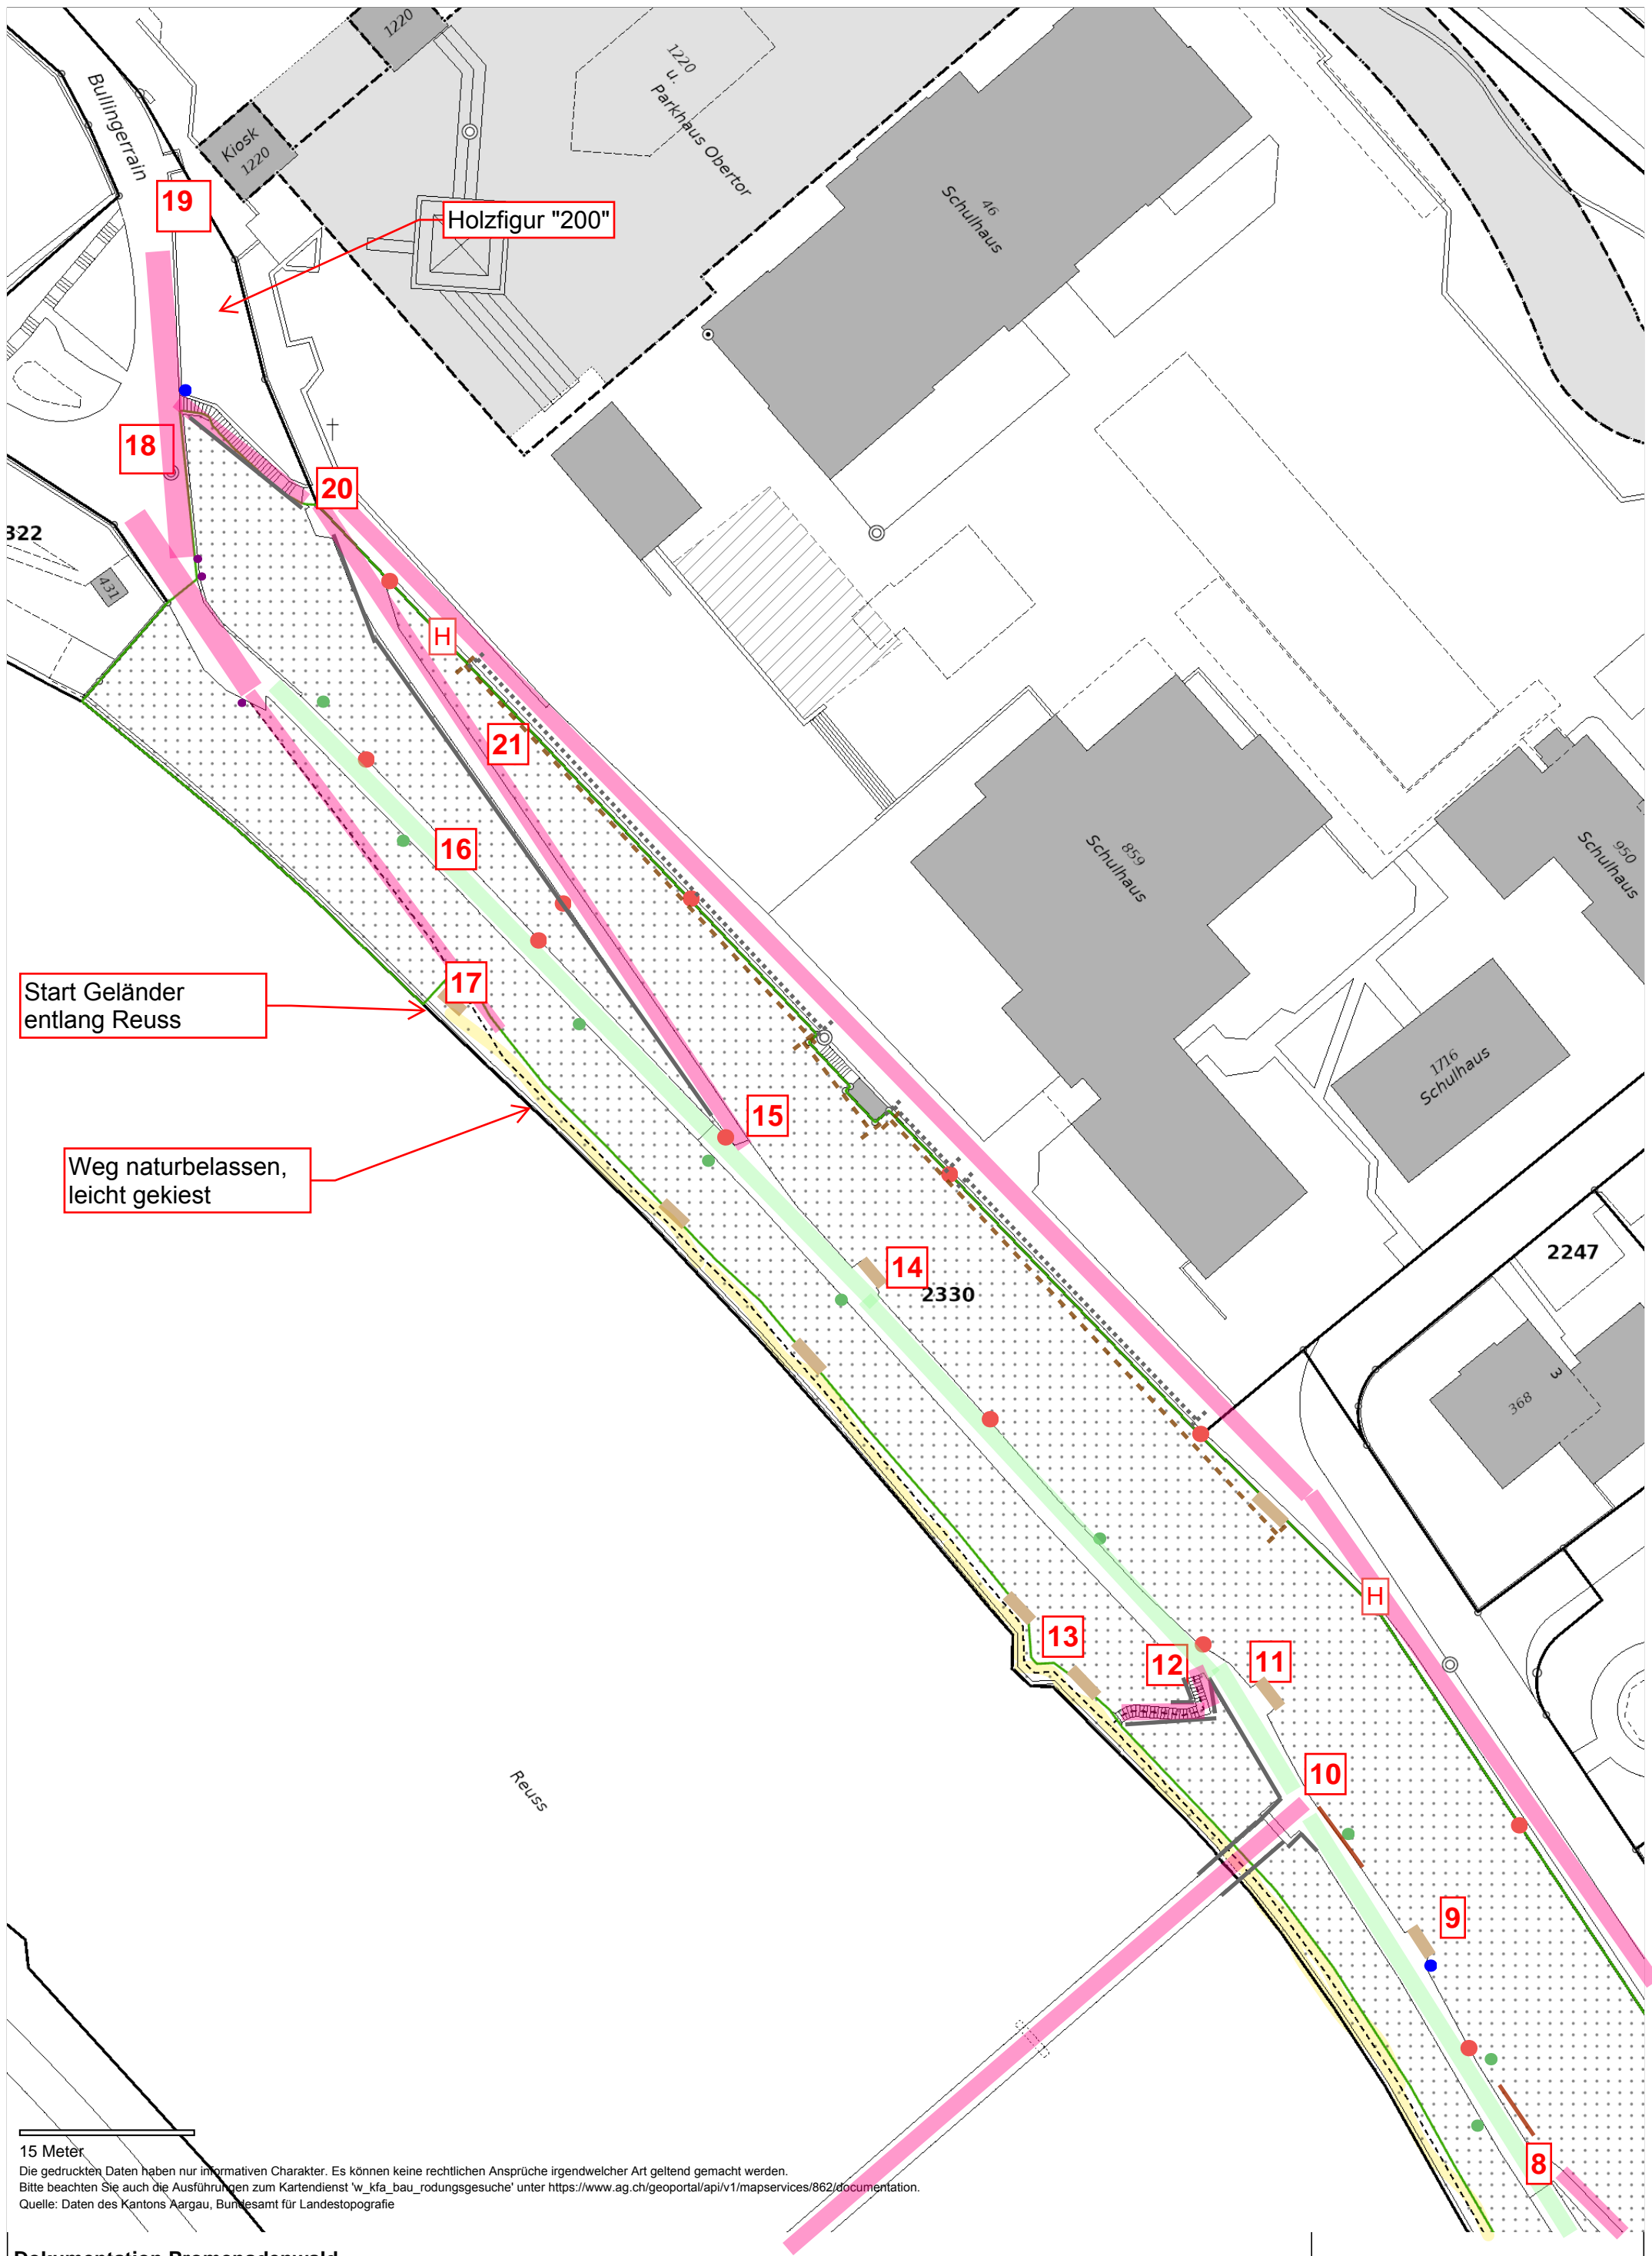 1220
1220
u.
Parkhaus Obertor
Bullingerrain
Kiosk
1220
46
Schulhaus
19
Holzfigur "200"
18
20
322
431
H
21
16
859
Schulhaus
950
Schulhaus
17
Start Geländer
entlang Reuss
1716
Schulhaus
15
Weg naturbelassen,
leicht gekiest
14
2330
2247
3
368
H
13
12
11
10
Reuss
9
8
15 Meter
Die gedruckten Daten haben nur informativen Charakter. Es können keine rechtlichen Ansprüche irgendwelcher Art geltend gemacht werden.
Bitte beachten Sie auch die Ausführungen zum Kartendienst 'w_kfa_bau_rodungsgesuche' unter https://www.ag.ch/geoportal/api/v1/mapservices/862/documentation.
Quelle: Daten des Kantons Aargau, Bundesamt für Landestopografie
Dokumentation Promenadenwald